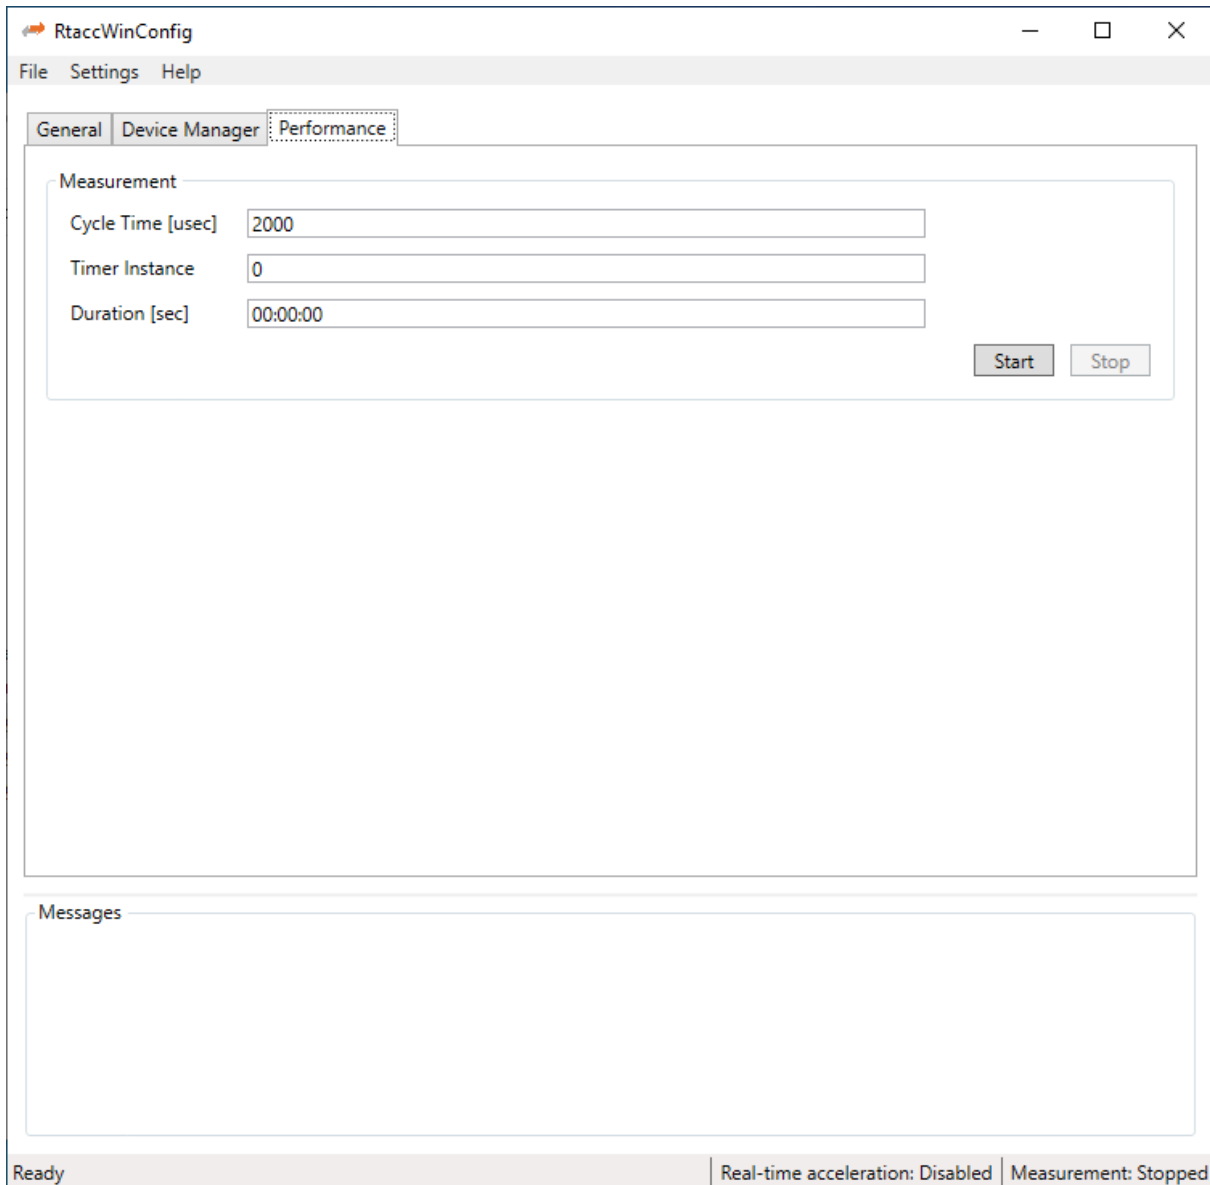 RtaccWinConfig
File Settings Help
General Device Manager Performance
Measurement
Cycle Time [usec] 2000
Timer Instance 0
Duration [sec] 00:00:00
Start Stop
Messages
Ready Real-time acceleration: Disabled Measurement: Stopped